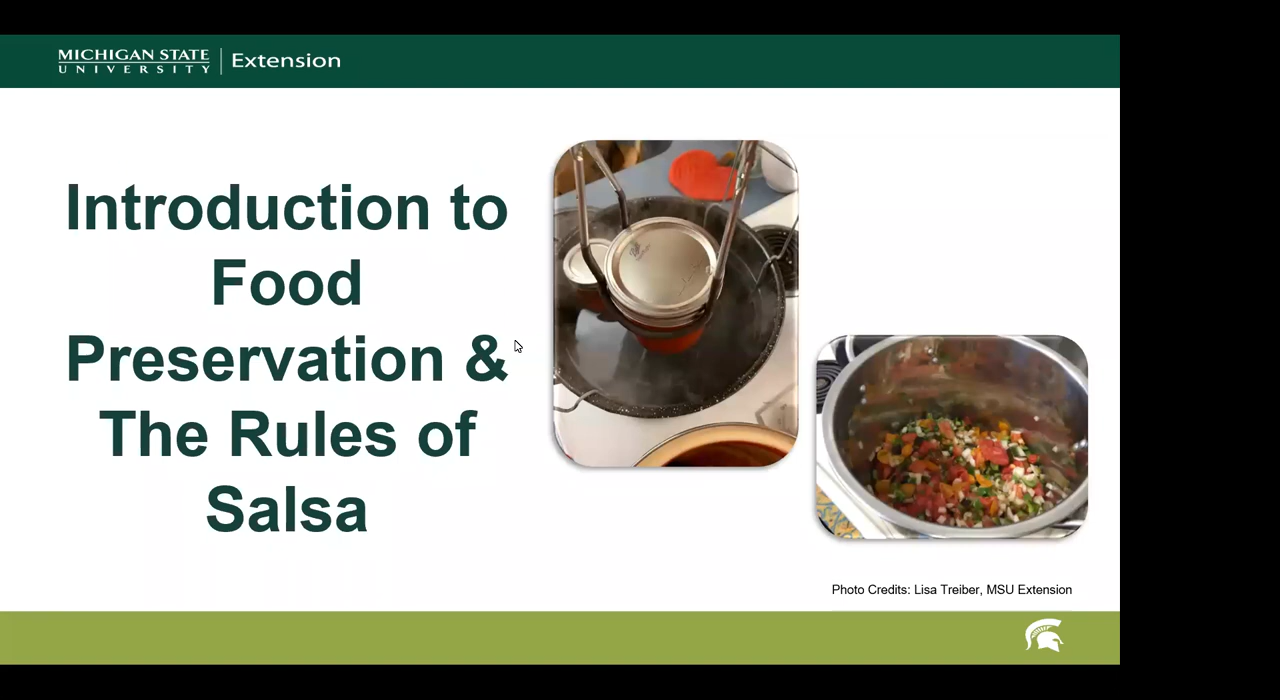 MICHIGAN STATE
UNIVERSITY
Extension
Introduction to
Food
Preservation &
The Rules of
Salsa
Photo Credits: Lisa Treiber, MSU Extension